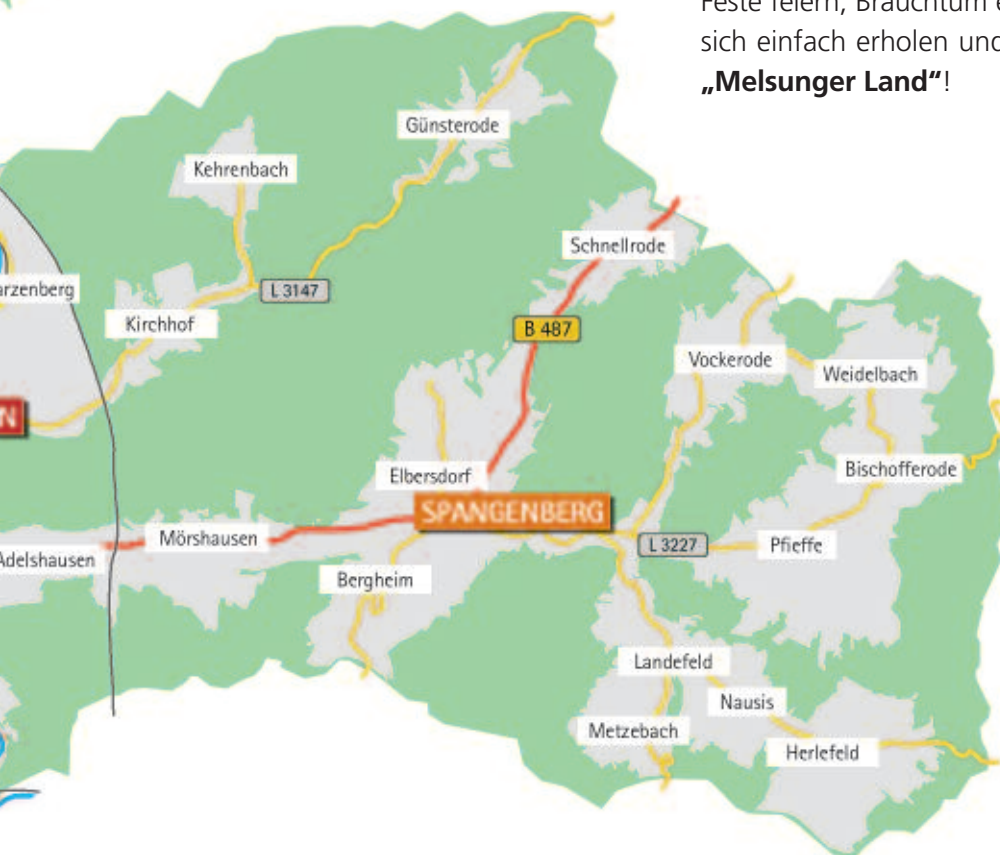 Feste feiern, Brauchtum
sich einfach erholen und
„Melsunger Land“!
Günsterode
Kehrenbach
Schnellrode
arzenberg
L 3147
Kirchhof
B 487
Vockerode
Weidelbach
N
Elbersdorf
Bischofferode
SPANGENBERG
Mörshausen
L 3227
Pfieffe
Adelshausen
Bergheim
Landefeld
Nausis
Metzebach
Herlefeld